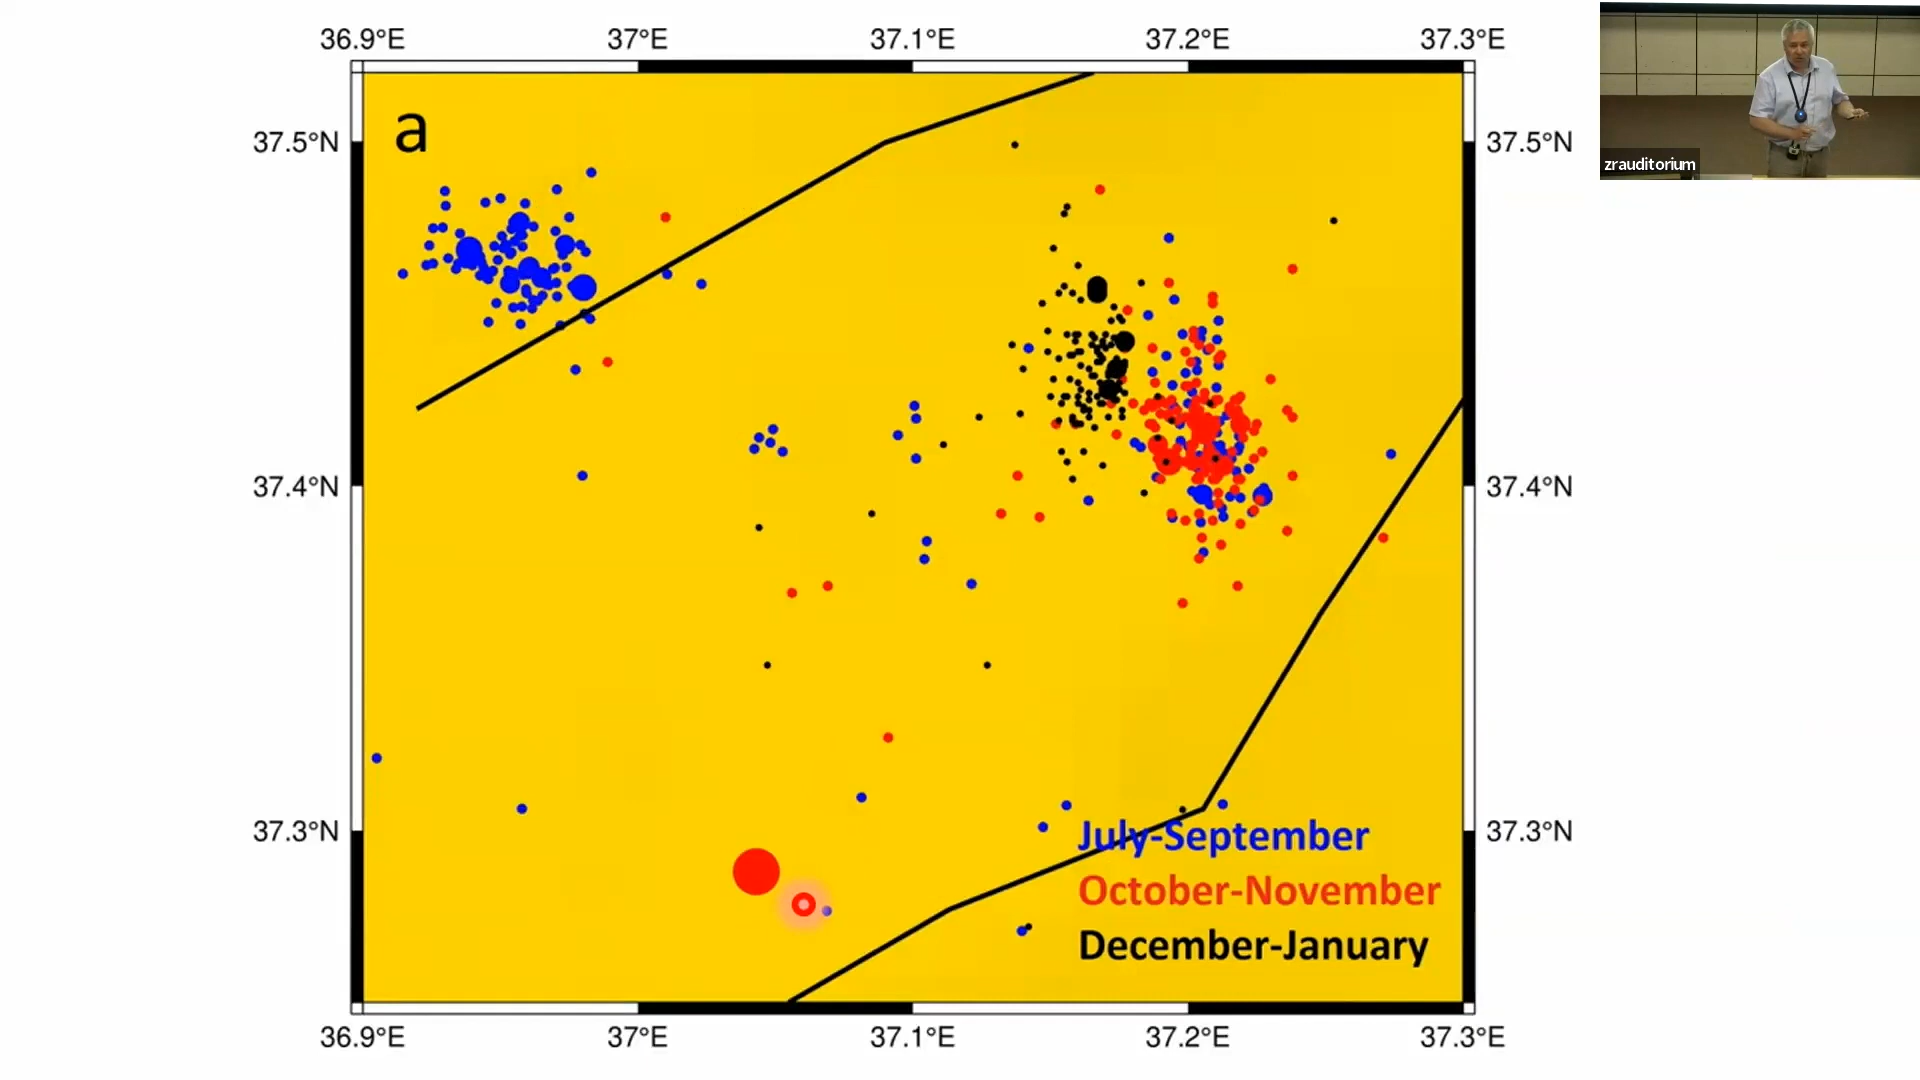 36.9°E 37°E 37.1°E 37.2°E 37.3°E
zrauditorium
a
37.5°N 37.5°N
37.4°N 37.4°N
37.3°N 37.3°N
July-September
October-November
December-January
36.9°E 37°E 37.1°E 37.2°E 37.3°E